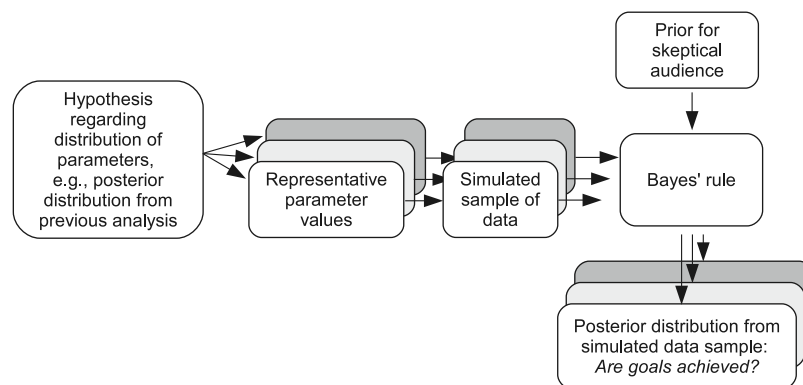 Prior for
skeptical
audience
Hypothesis
regarding
distribution of
parameters,
e.g., posterior
distribution from
previous analysis
Representative
parameter
values
Simulated
sample of
data
Bayes' rule
Posterior distribution from
simulated data sample:
Are goals achieved?